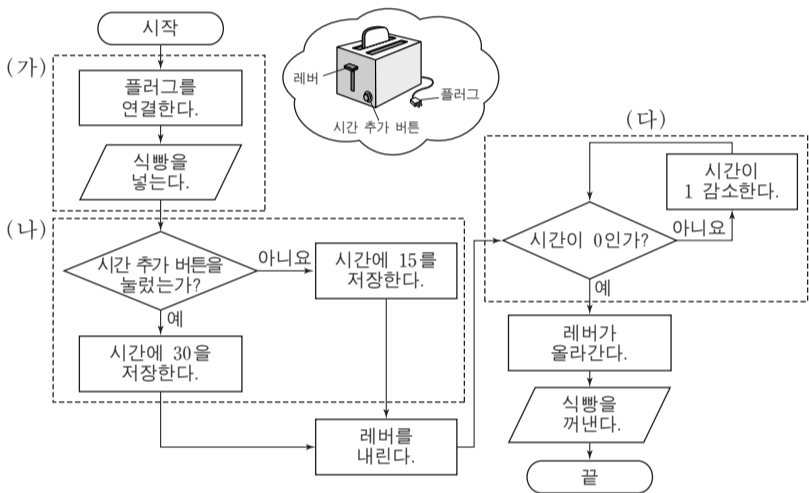 시작
(가)
플러그를
연결한다.
식빵을
넣는다.
레버
플러그
시간 추가 버튼
(나)
시간 추가 버튼을
눌렀는가?
아니요
시간에 15를
저장한다.
예
시간에 30을
저장한다.
레버를
내린다.
(다)
시간이
1 감소한다.
시간이 0인가?
아니요
예
레버가
올라간다.
식빵을
꺼낸다.
끝